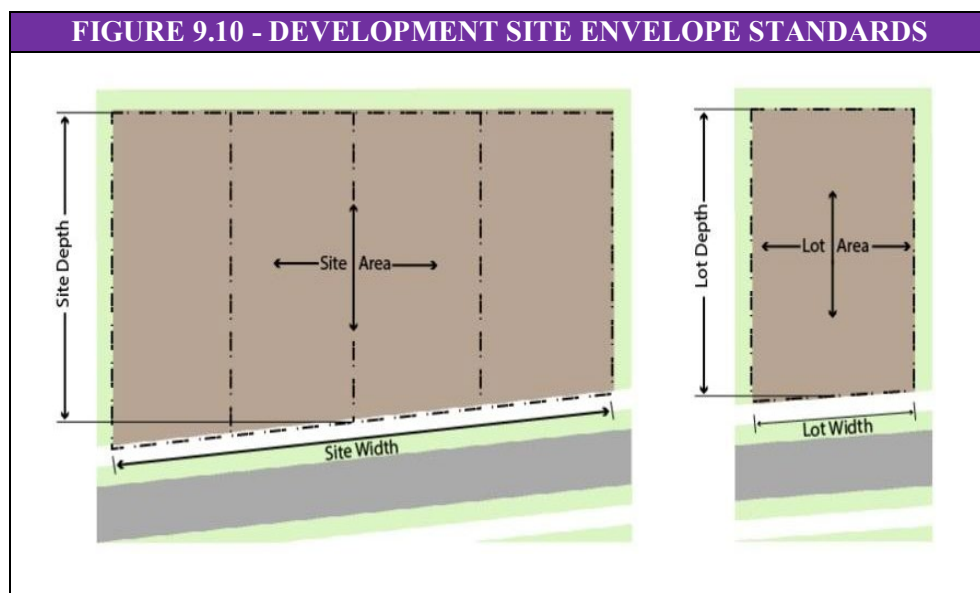 FIGURE 9.10 - DEVELOPMENT SITE ENVELOPE STANDARDS
Site Depth
Site Area
Site Width
Lot Depth
Lot Area
Lot Width